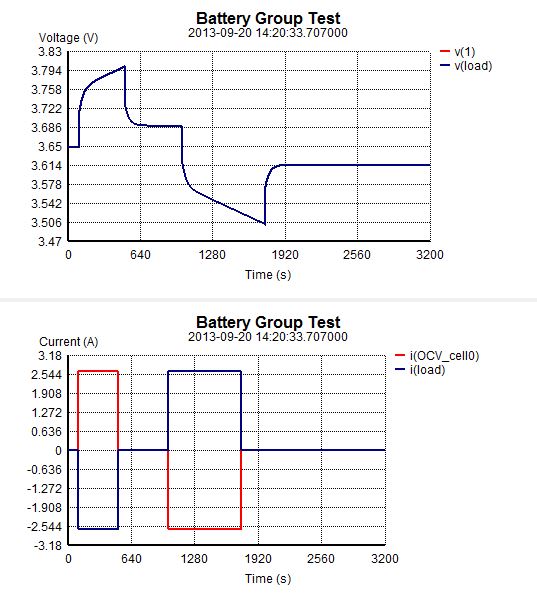 Battery Group Test
2013-09-20 14:20:33.707000
Voltage (V)
v(1)
v(load)
3.83
3.794
3.758
3.722
3.686
3.65
3.614
3.578
3.542
3.506
3.47
0 640 1280 1920 2560 3200
Time (s)
Battery Group Test
2013-09-20 14:20:33.707000
Current (A)
i(OCV_cell0)
i(load)
3.18
2.544
1.908
1.272
0.636
0
-0.636
-1.272
-1.908
-2.544
-3.18
0 640 1280 1920 2560 3200
Time (s)